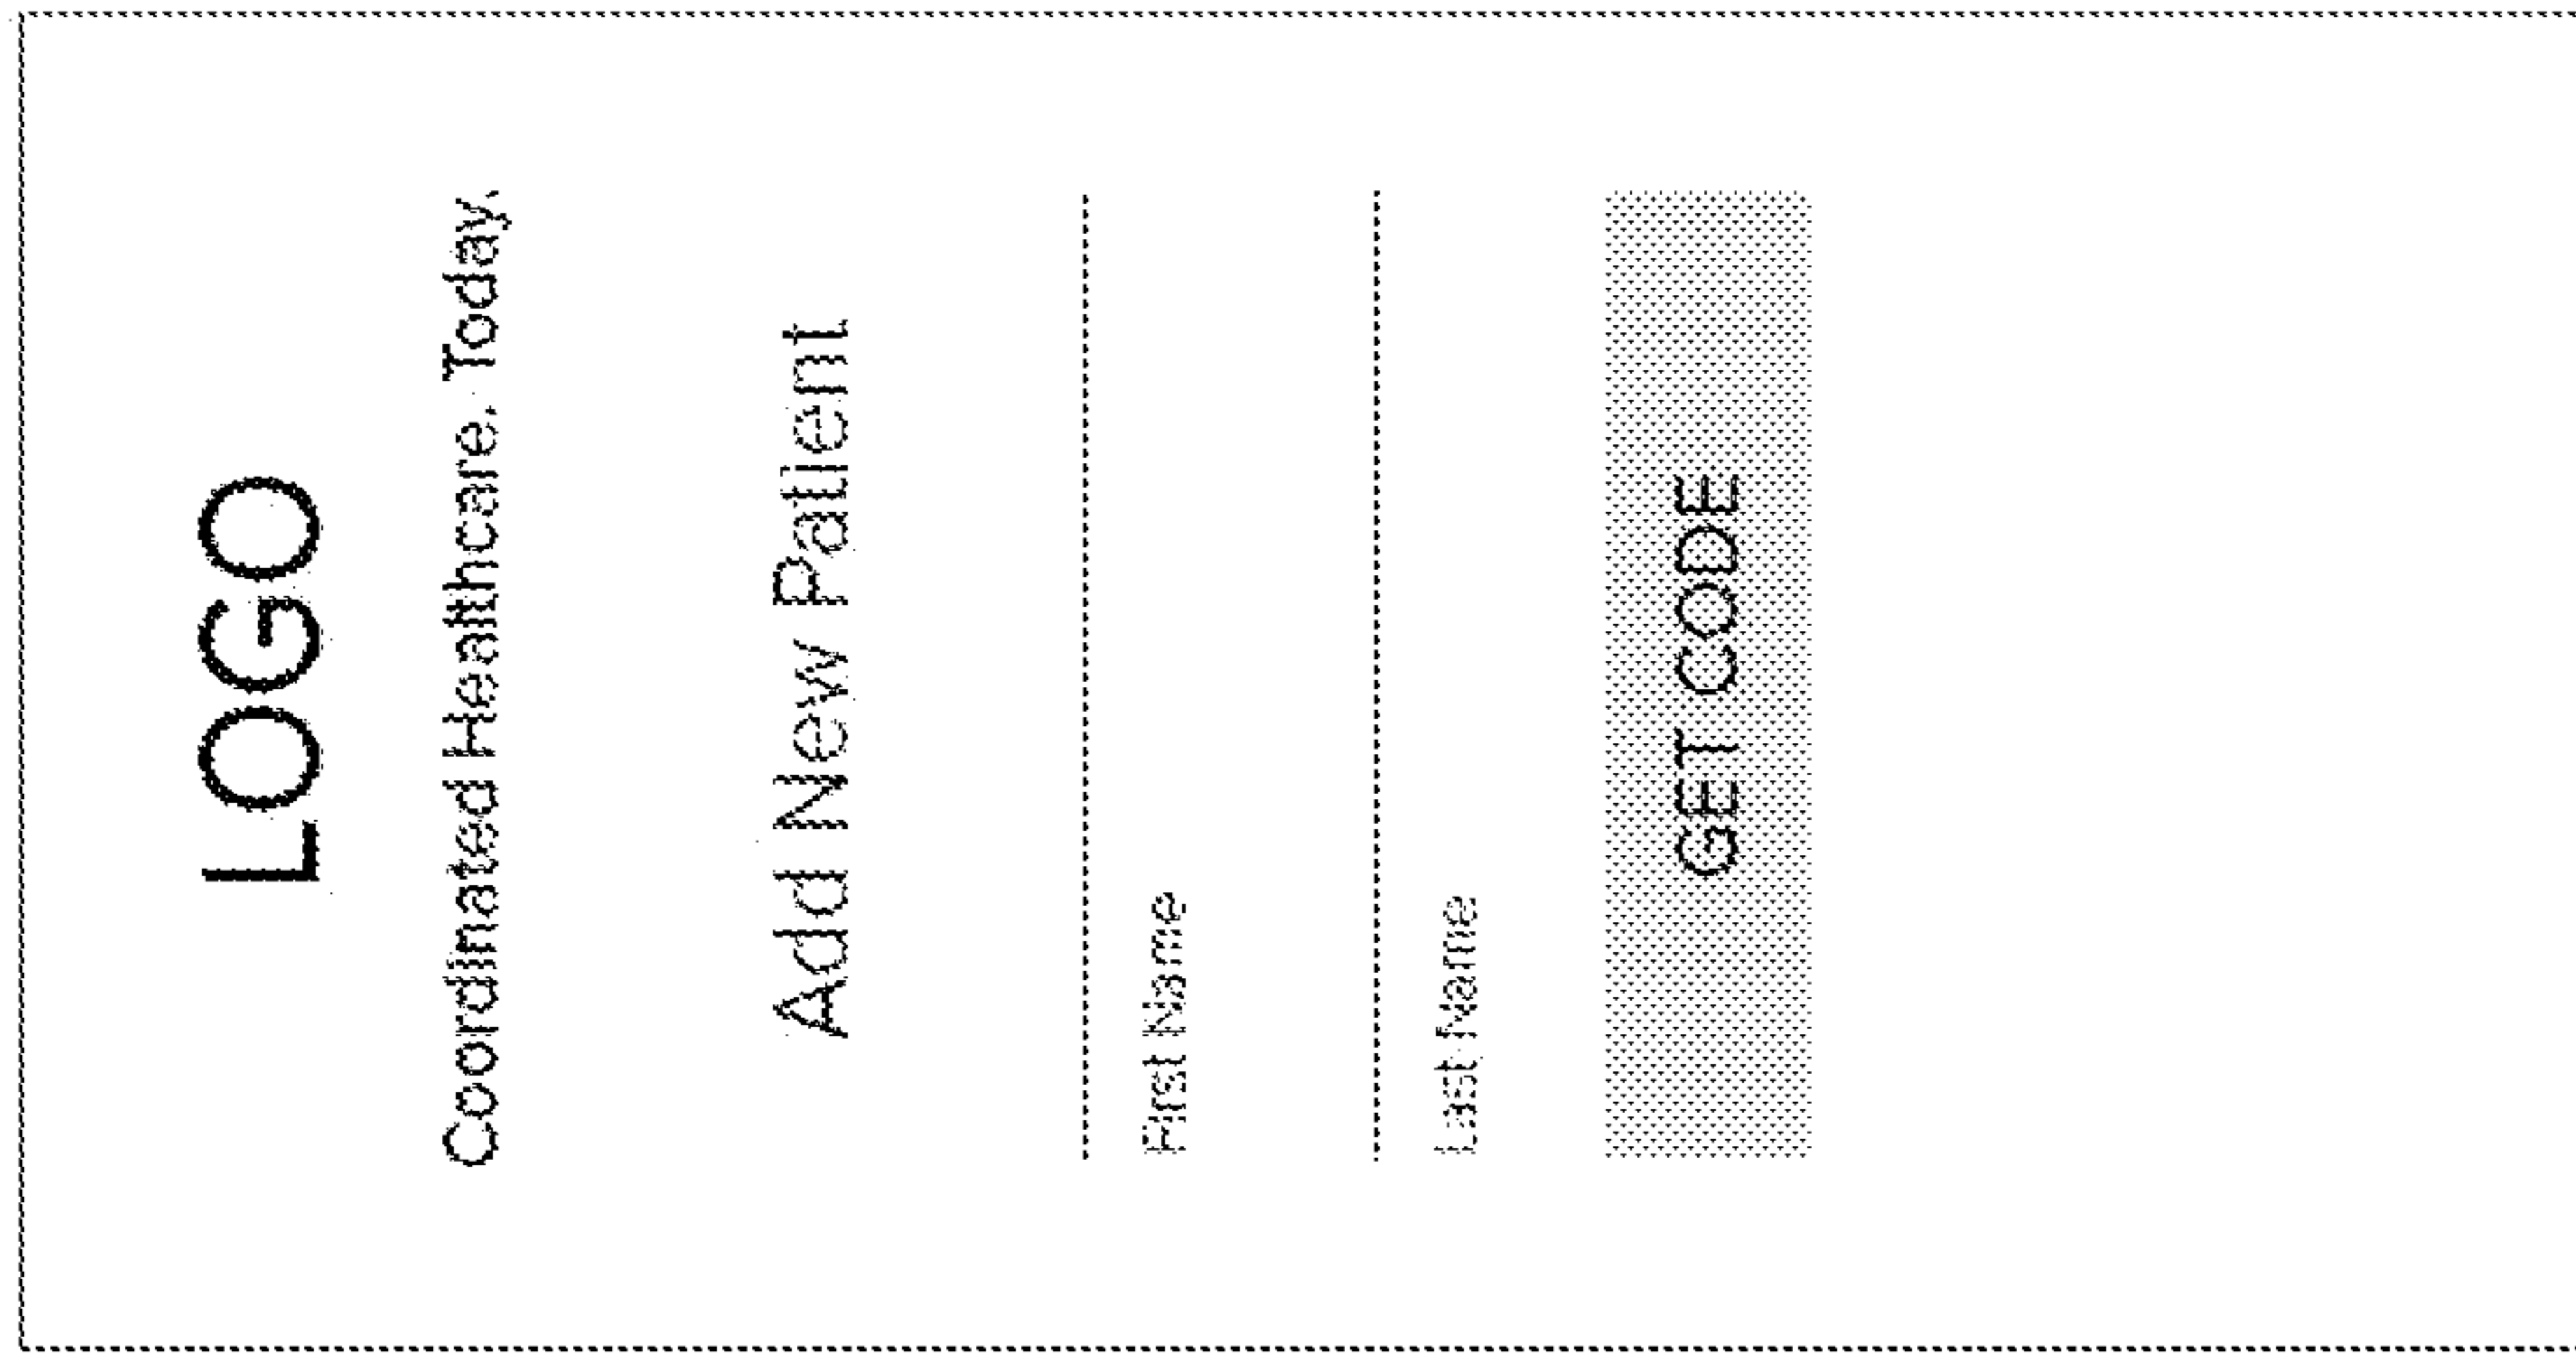 LOGO
Coordinated Healthcare. Today.
Add New Patient
First Name
Last Name
GET CODE